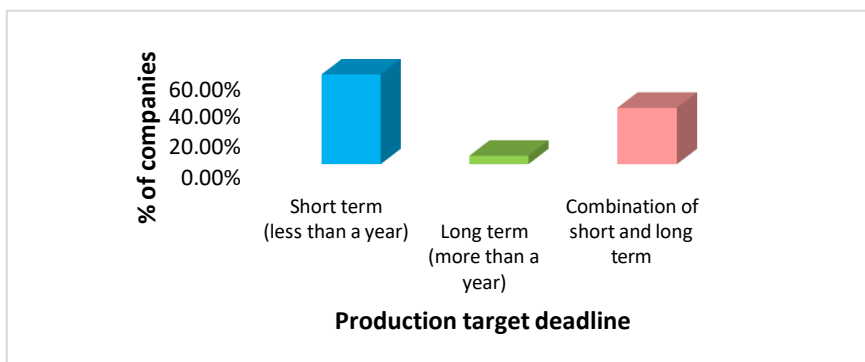 % of companies
60.00%
40.00%
20.00%
0.00%
Short term
(less than a year)
Long term
(more than a
year)
Combination of
short and long
term
Production target deadline